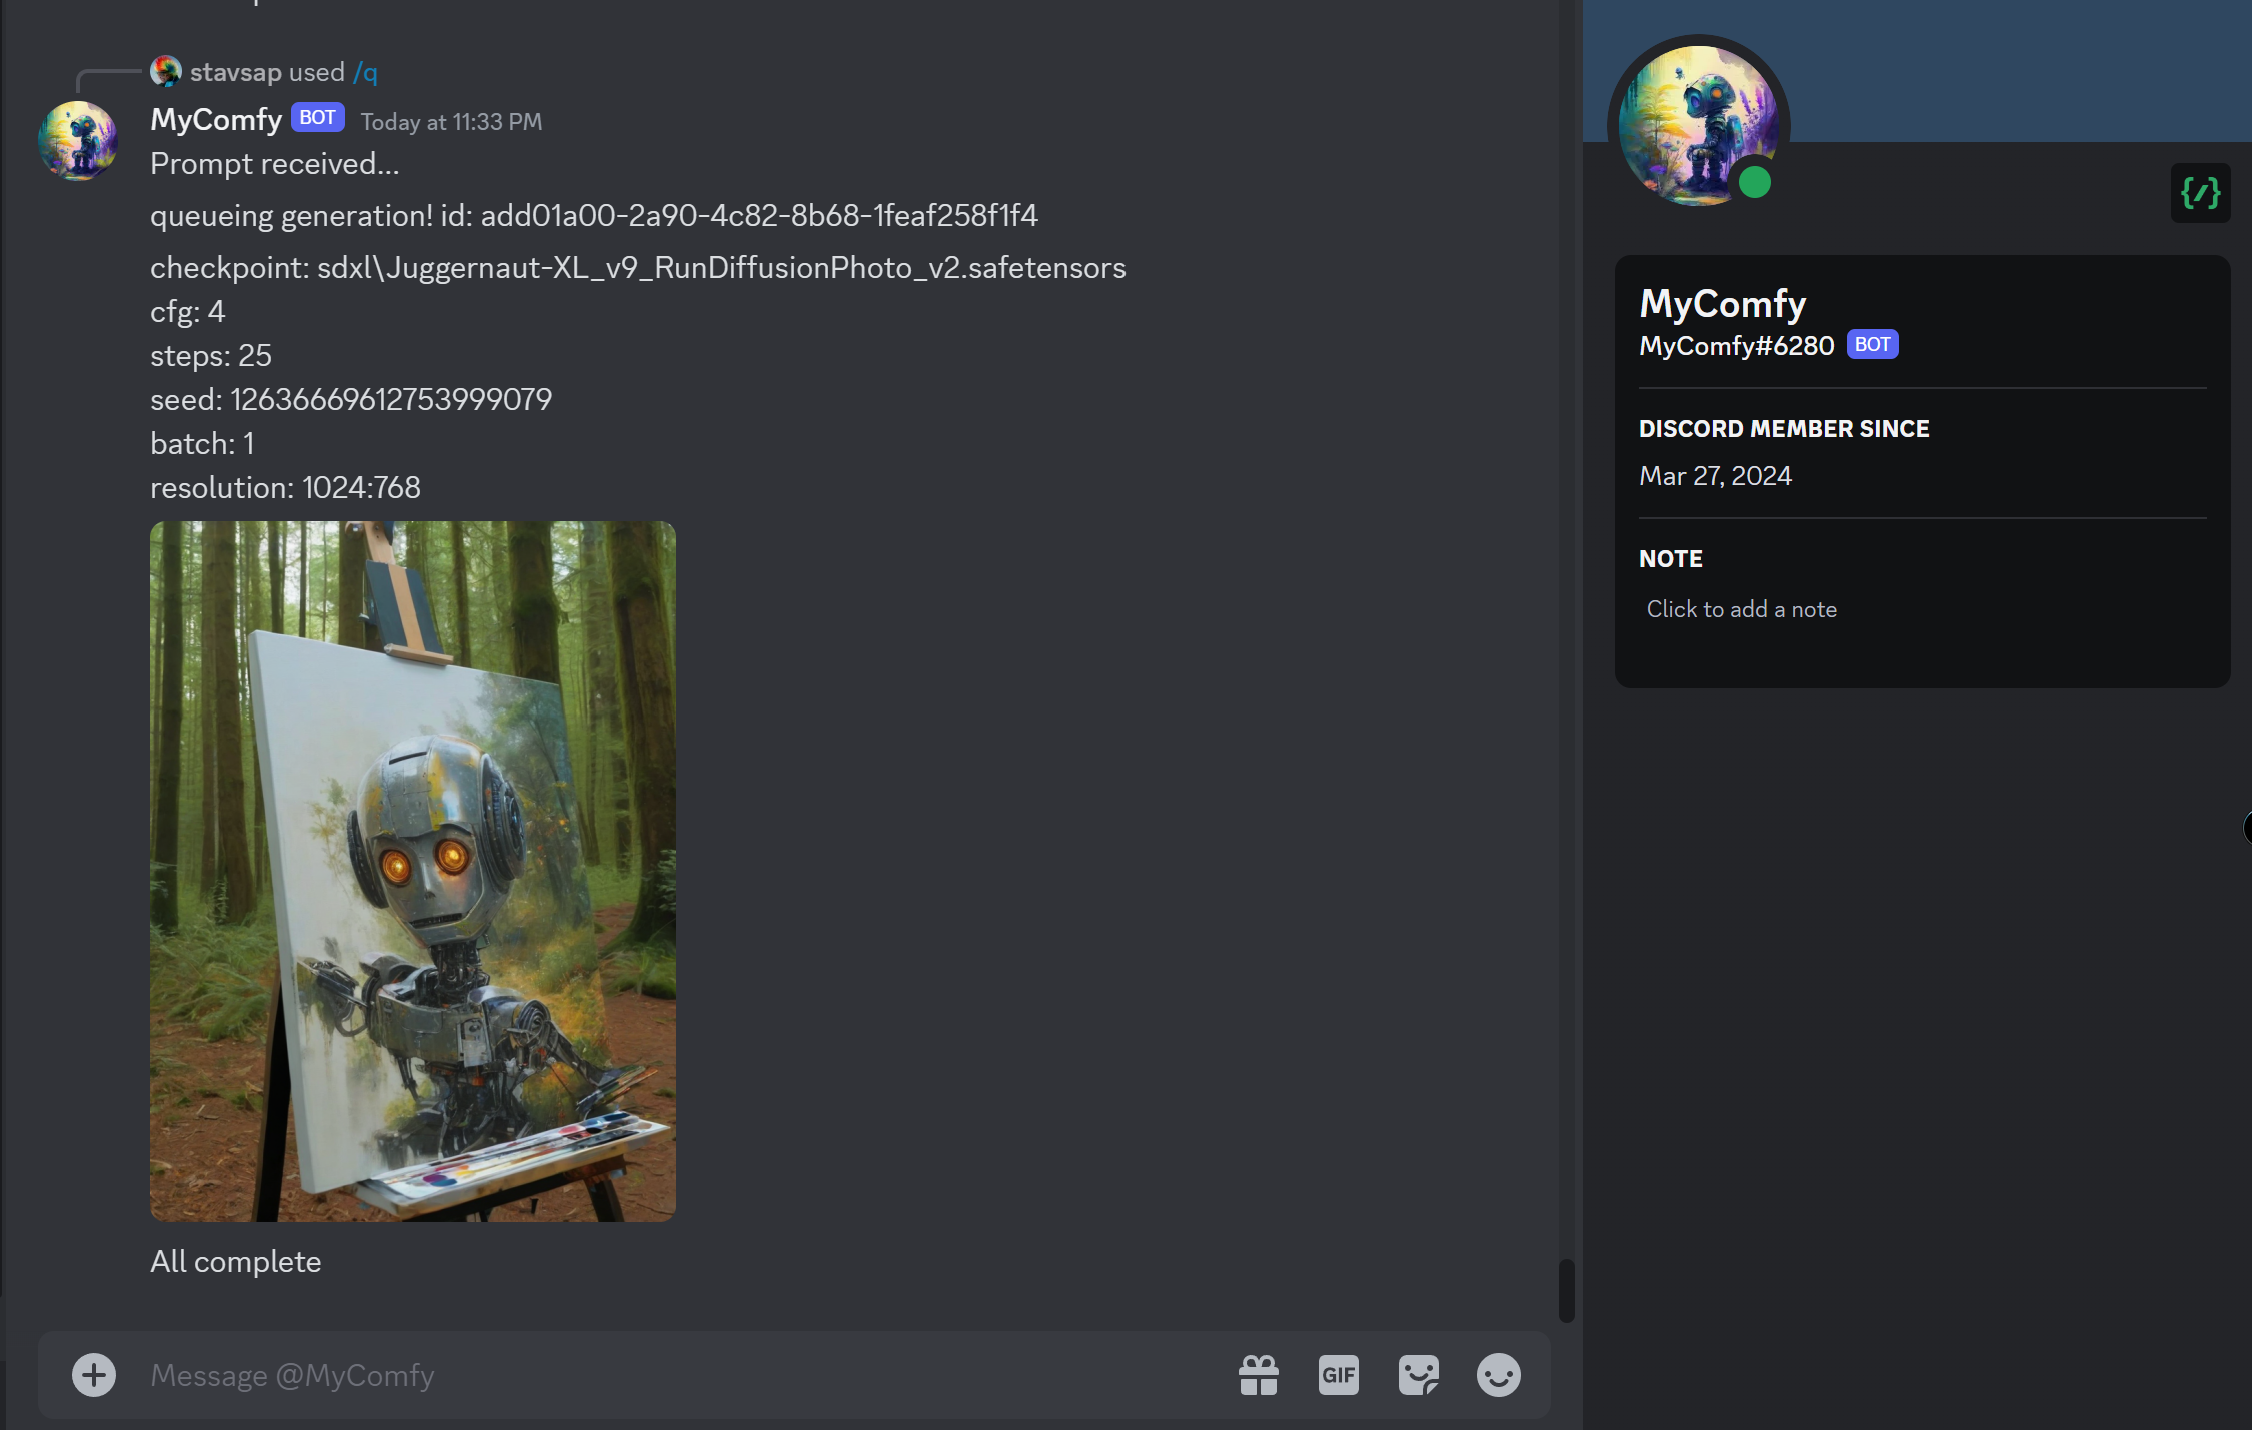 stavsap used /q
MyComfy BOT Today at 11:33 PM
Prompt received...
queueing generation! id: add01a00-2a90-4c82-8b68-1feaf258f1f4
checkpoint: sdxl\Juggernaut-XL_v9_RunDiffusionPhoto_v2.safetensors
cfg: 4
steps: 25
seed: 12636669612753999079
batch: 1
resolution: 1024:768
All complete
Message @MyComfy
GIF
MyComfy
MyComfy#6280 BOT
DISCORD MEMBER SINCE
Mar 27, 2024
NOTE
Click to add a note